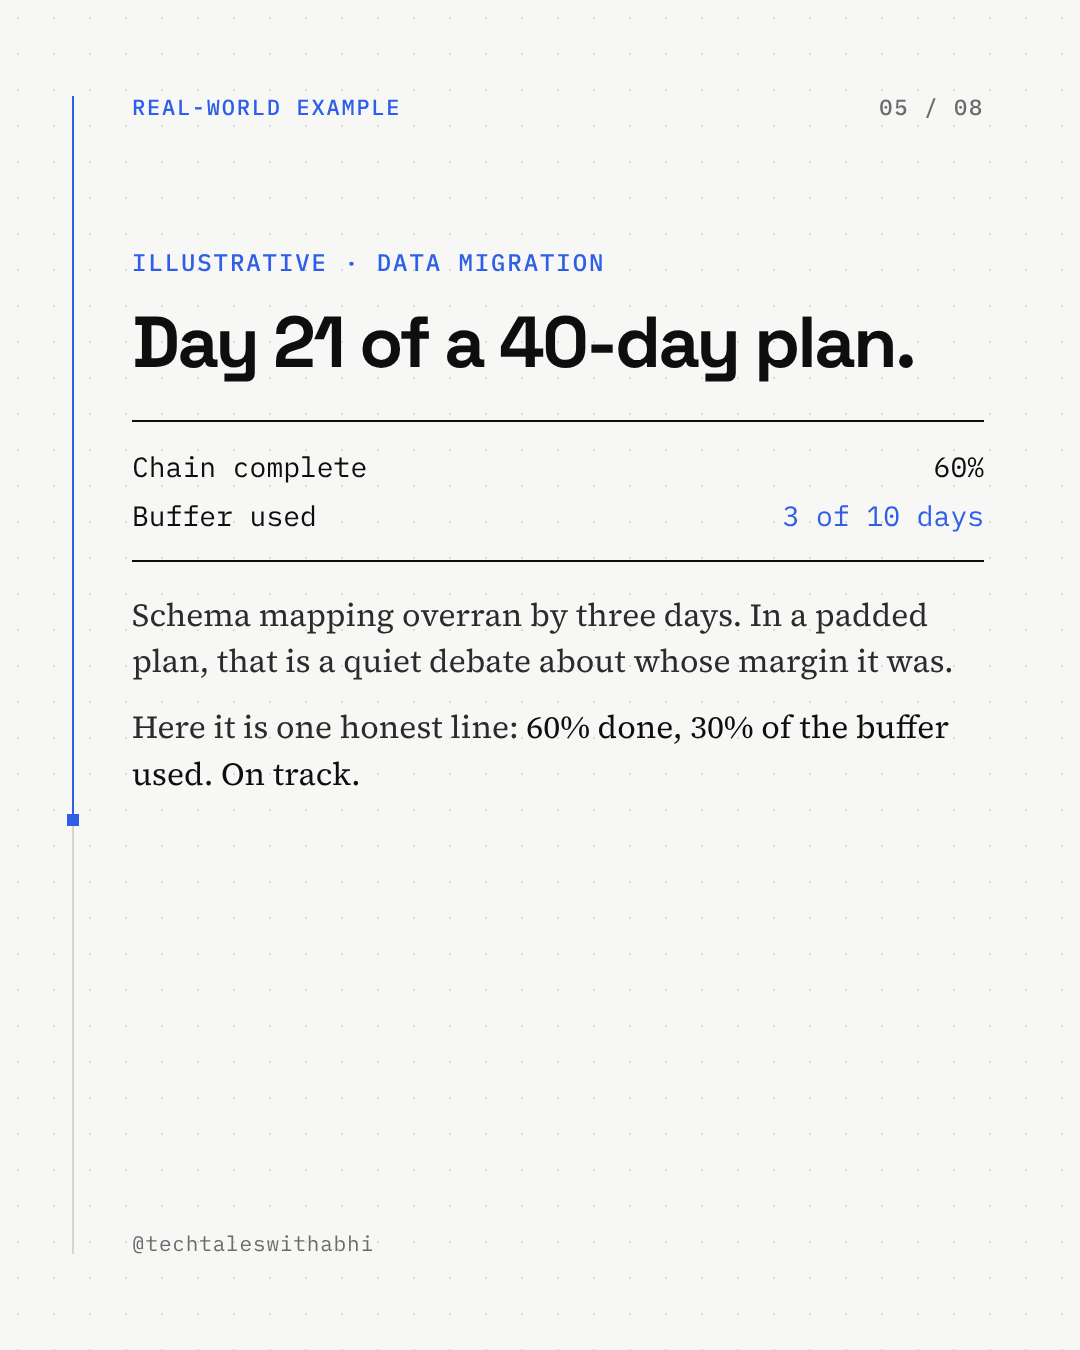 REAL-WORLD EXAMPLE
05 / 08
ILLUSTRATIVE · DATA MIGRATION
Day 21 of a 40-day plan.
Chain complete 60%
Buffer used 3 of 10 days
Schema mapping overran by three days. In a padded
plan, that is a quiet debate about whose margin it was.
Here it is one honest line: 60% done, 30% of the buffer
used. On track.
@techtaleswithabhi